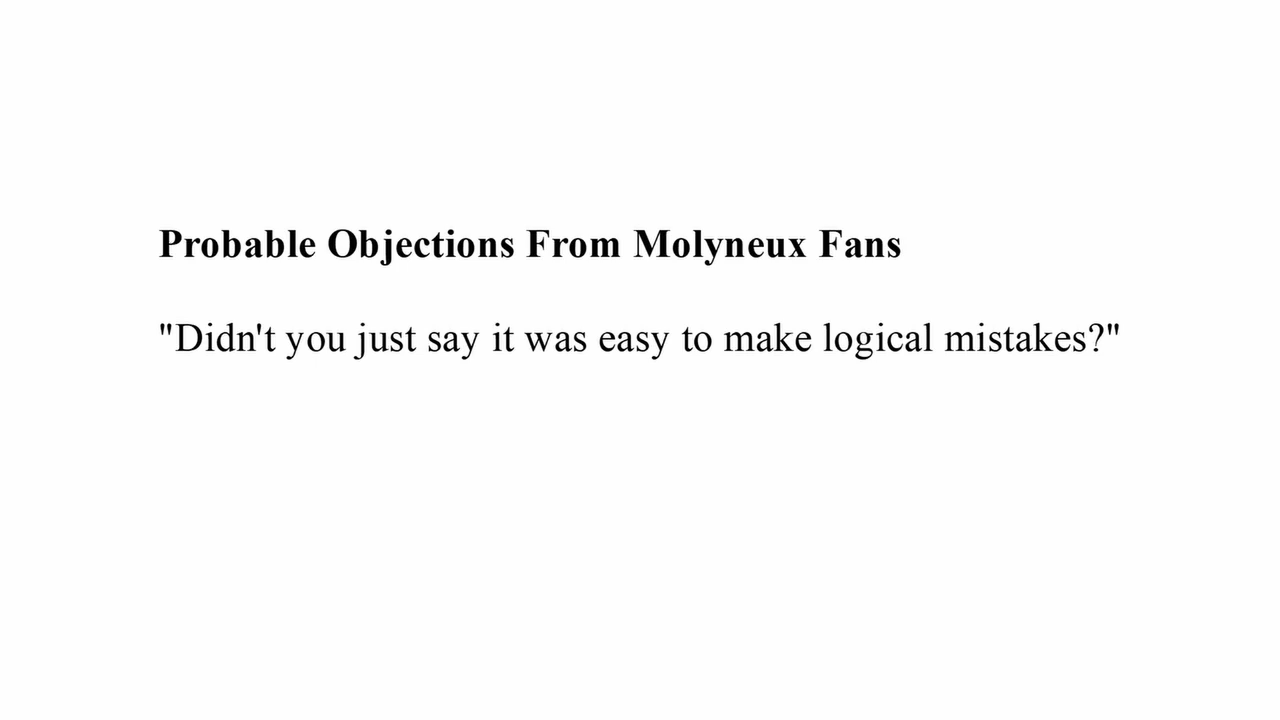 Probable Objections From Molyneux Fans
"Didn't you just say it was easy to make logical mistakes?"